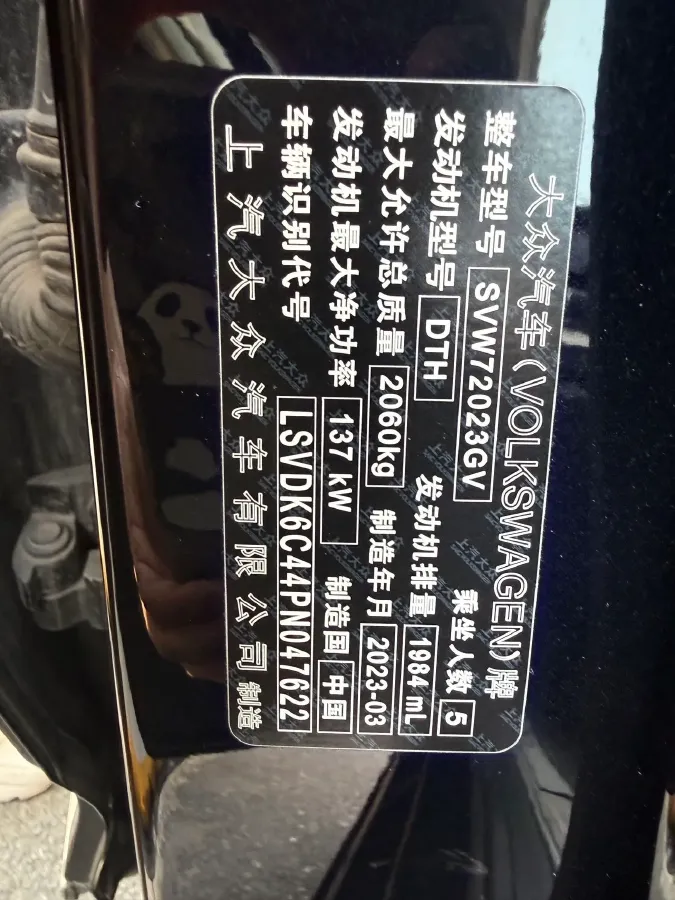 大众汽车(VOLKSWAGEN)牌
整车型号 SVW72023GV 乘坐人数 5
发动机型号 DTH 发动机排量 1984 mL
最大允许总质量 2060kg 制造年月 2023-03
发动机最大净功率 137 kW 制造国 中国
车辆识别代号 LSVDK6C44PN047622
上汽大众汽车有限公司 制造